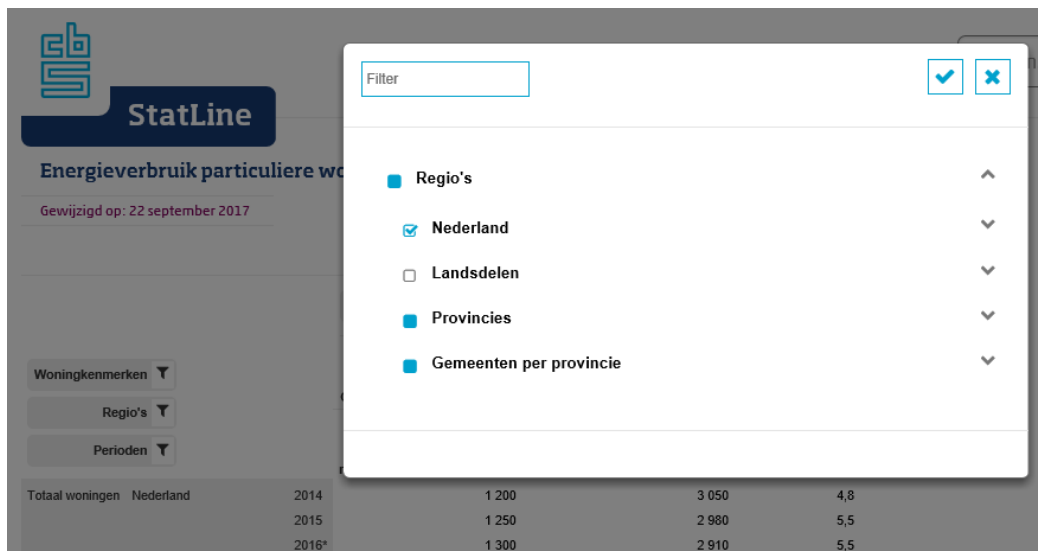 cbs
StatLine
Energieverbruik particuliere wo
Gewijzigd op: 22 september 2017
Filter
Regio's
Nederland
Landsdelen
Provincies
Gemeenten per provincie
Woningkenmerken
Regio's
Perioden
Totaal woningen Nederland 2014 1 200 3 050 4,8
2015 1 250 2 980 5,5
2016* 1 300 2 910 5,5